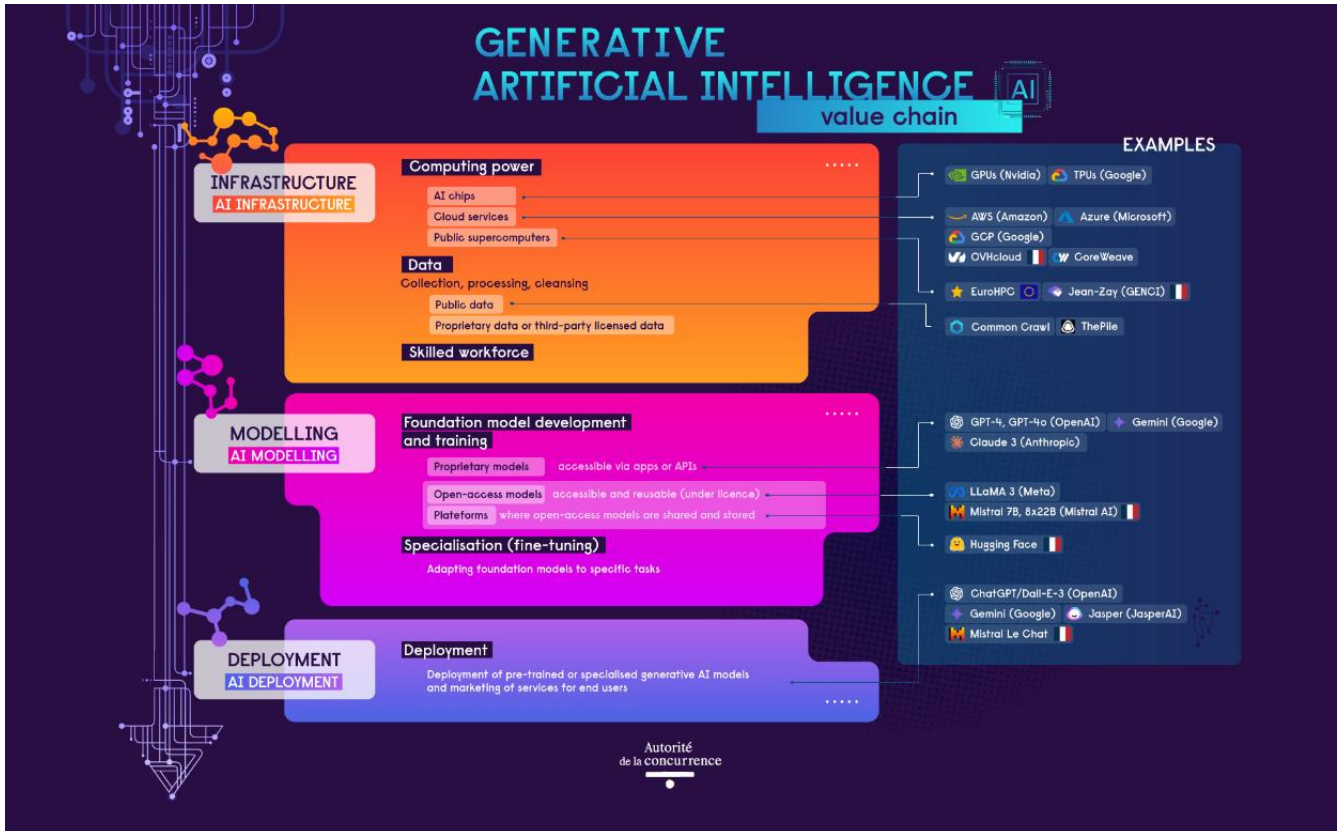 GENERATIVE
ARTIFICIAL INTELLIGENCE
AI
value chain
EXAMPLES
INFRASTRUCTURE
AI INFRASTRUCTURE
Computing power
AI chips
Cloud services
Public supercomputers
Data
Collection, processing, cleansing
Public data
Proprietary data or third-party licensed data
Skilled workforce
GPUs (Nvidia) TPUs (Google)
AWS (Amazon) Azure (Microsoft)
GCP (Google)
OVHcloud CoreWeave
EuroHPC Jean-Zay (GENCI)
Common Crawl ThePile
MODELLING
AI MODELLING
Foundation model development
and training
Proprietary models accessible via apps or APIs
Open-access models accessible and reusable (under licence)
Plateforms where open-access models are shared and stored
Specialisation (fine-tuning)
Adapting foundation models to specific tasks
GPT-4, GPT-4o (OpenAI) Gemini (Google)
Claude 3 (Anthropic)
LLaMA 3 (Meta)
Mistral 7B, 8x22B (Mistral AI)
Hugging Face
DEPLOYMENT
AI DEPLOYMENT
Deployment
Deployment of pre-trained or specialised generative AI models
and marketing of services for end users
ChatGPT/Dall-E-3 (OpenAI)
Gemini (Google) Jasper (JasperAI)
Mistral Le Chat
Autorité
de la concurrence